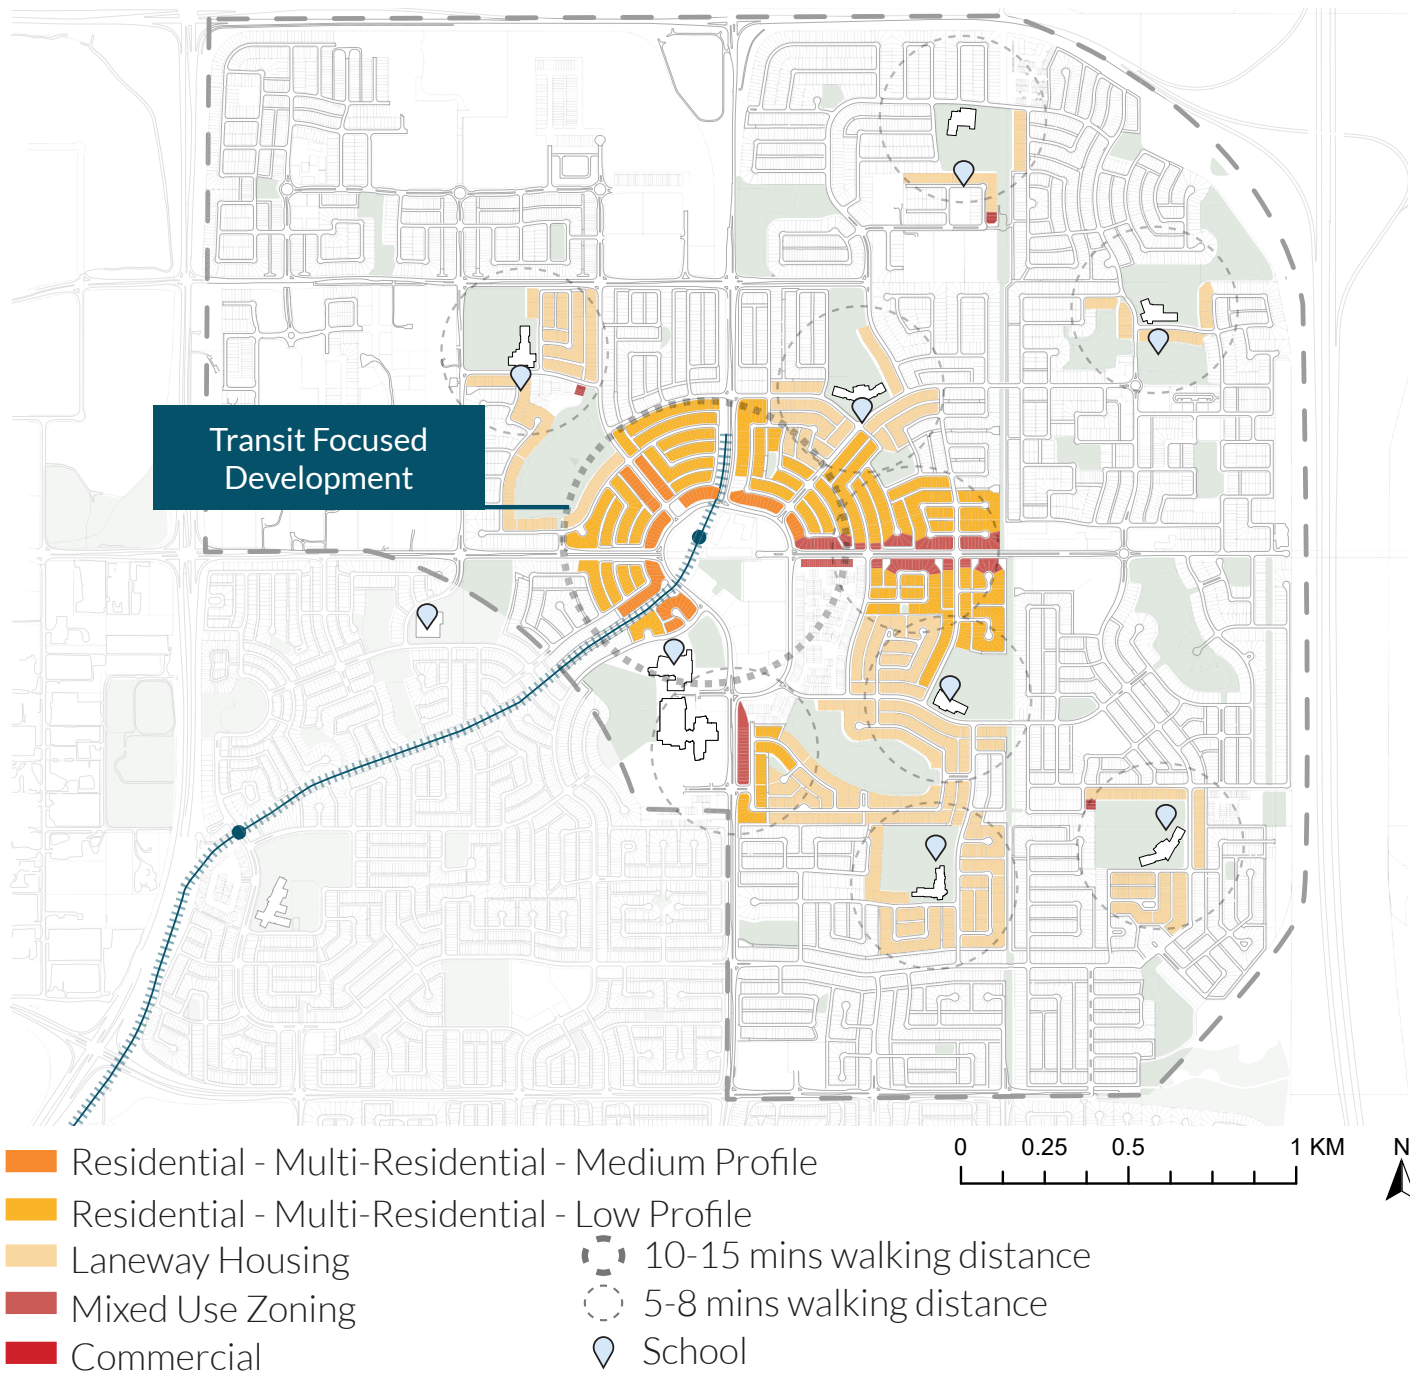 Transit Focused
Development
Residential - Multi-Residential - Medium Profile
Residential - Multi-Residential - Low Profile
Laneway Housing
Mixed Use Zoning
Commercial
10-15 mins walking distance
5-8 mins walking distance
School
0 0.25 0.5 1 KM
N